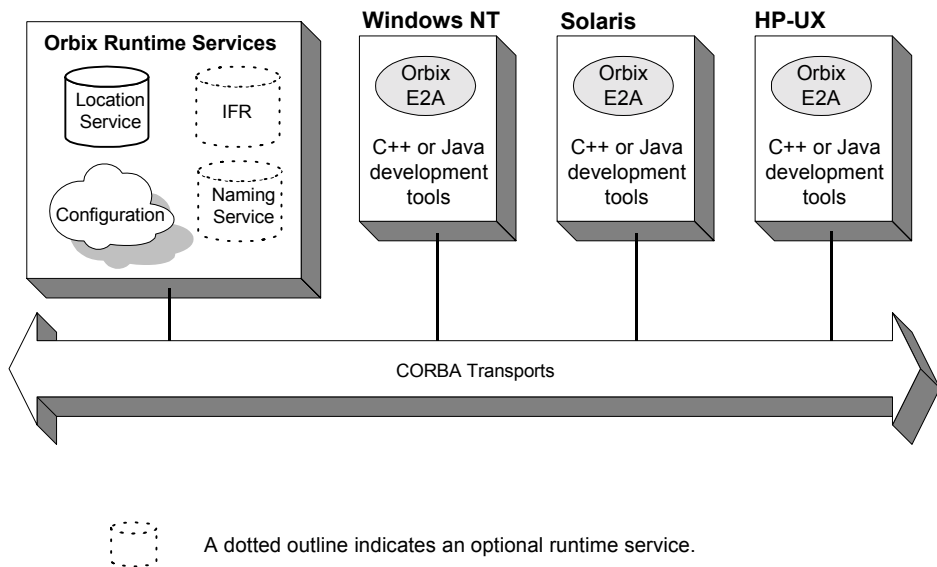 Windows NT
Solaris
HP-UX
Orbix Runtime Services
Location
Service
IFR
Configuration
Naming
Service
Orbix
E2A
C++ or Java
development
tools
Orbix
E2A
C++ or Java
development
tools
Orbix
E2A
C++ or Java
development
tools
CORBA Transports
A dotted outline indicates an optional runtime service.